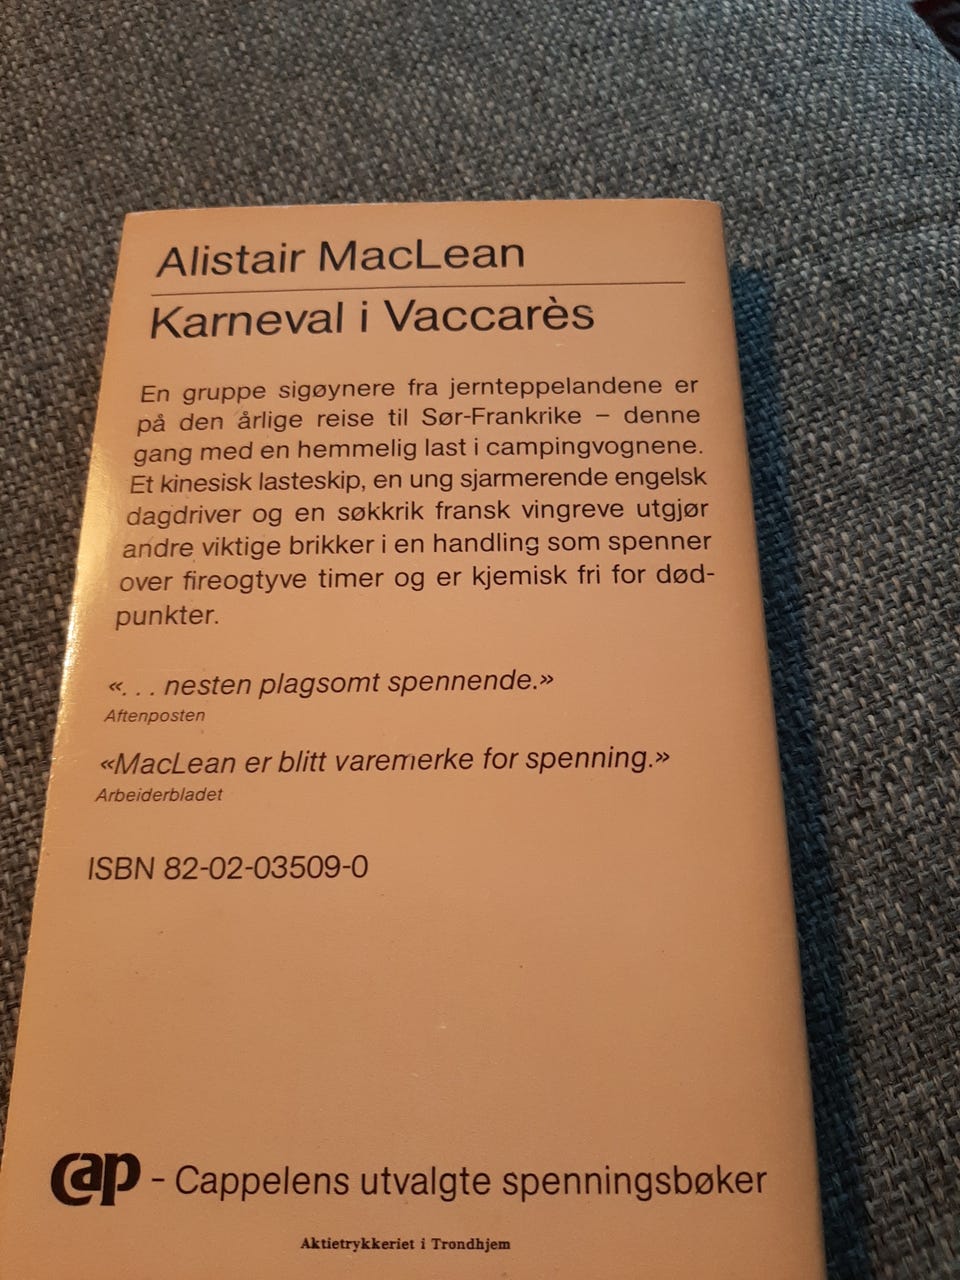 Alistair MacLean
Karneval i Vaccarès
En gruppe sigøynere fra jernteppelandene er
på den årlige reise til Sør-Frankrike – denne
gang med en hemmelig last i campingvognene.
Et kinesisk lasteskip, en ung sjarmerende engelsk
dagdriver og en søkkrik fransk vingreve utgjør
andre viktige brikker i en handling som spenner
over fireogtyve timer og er kjemisk fri for død-
punkter.
«. . . nesten plagsomt spennende.»
Aftenposten
«MacLean er blitt varemerke for spenning.»
Arbeiderbladet
ISBN 82-02-03509-0
cap - Cappelens utvalgte spenningsbøker
Aktietrykkeriet i Trondhjem